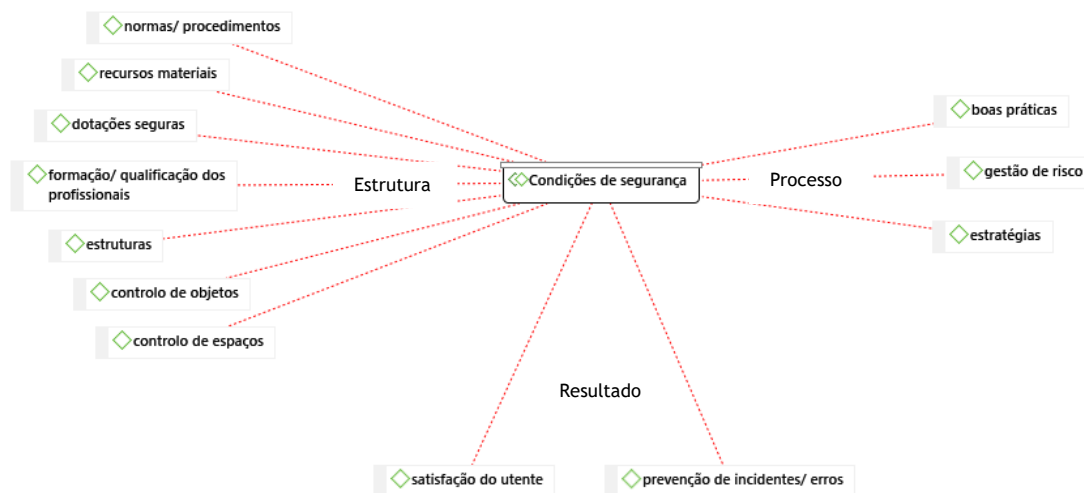 normas/ procedimentos
recursos materiais
dotações seguras
formação/ qualificação dos
profissionais
estruturas
controlo de objetos
controlo de espaços
Estrutura
Condições de segurança
Processo
boas práticas
gestão de risco
estratégias
Resultado
satisfação do utente
prevenção de incidentes/ erros